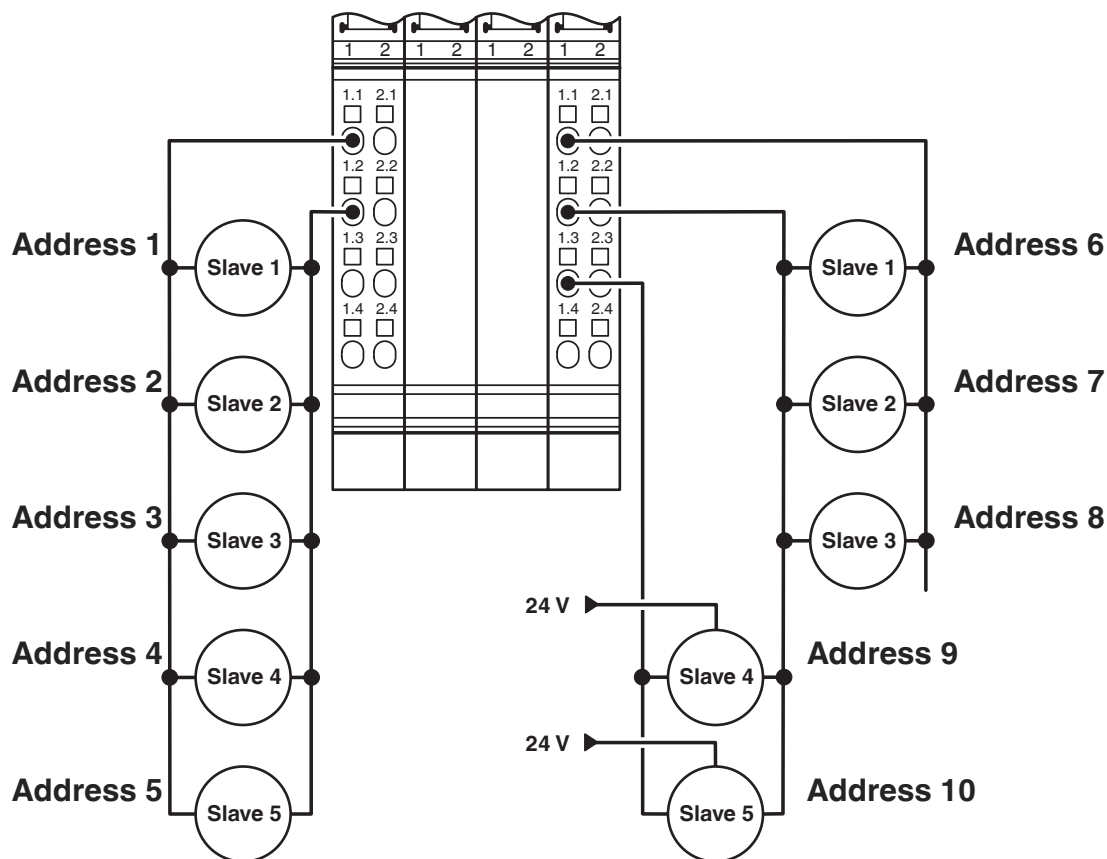 1 2 1 2 1 2 1 2
1.1 2.1 1.1 2.1
1.2 2.2 1.2 2.2
1.3 2.3 1.3 2.3
1.4 2.4 1.4 2.4
Address 1
Slave 1
Address 2
Slave 2
Address 3
Slave 3
Address 4
Slave 4
Address 5
Slave 5
Slave 1
Address 6
Slave 2
Address 7
Slave 3
Address 8
24 V
Slave 4
Address 9
24 V
Slave 5
Address 10